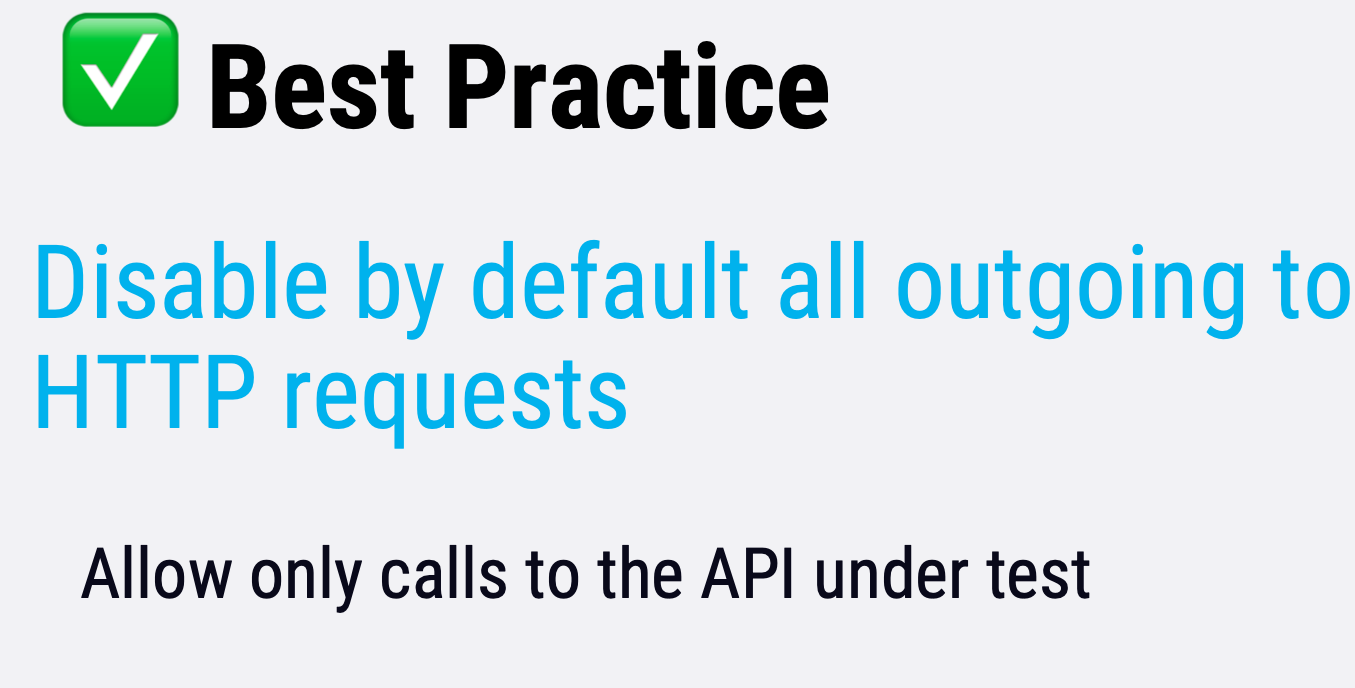 Best Practice
Disable by default all outgoing to
HTTP requests
Allow only calls to the API under test